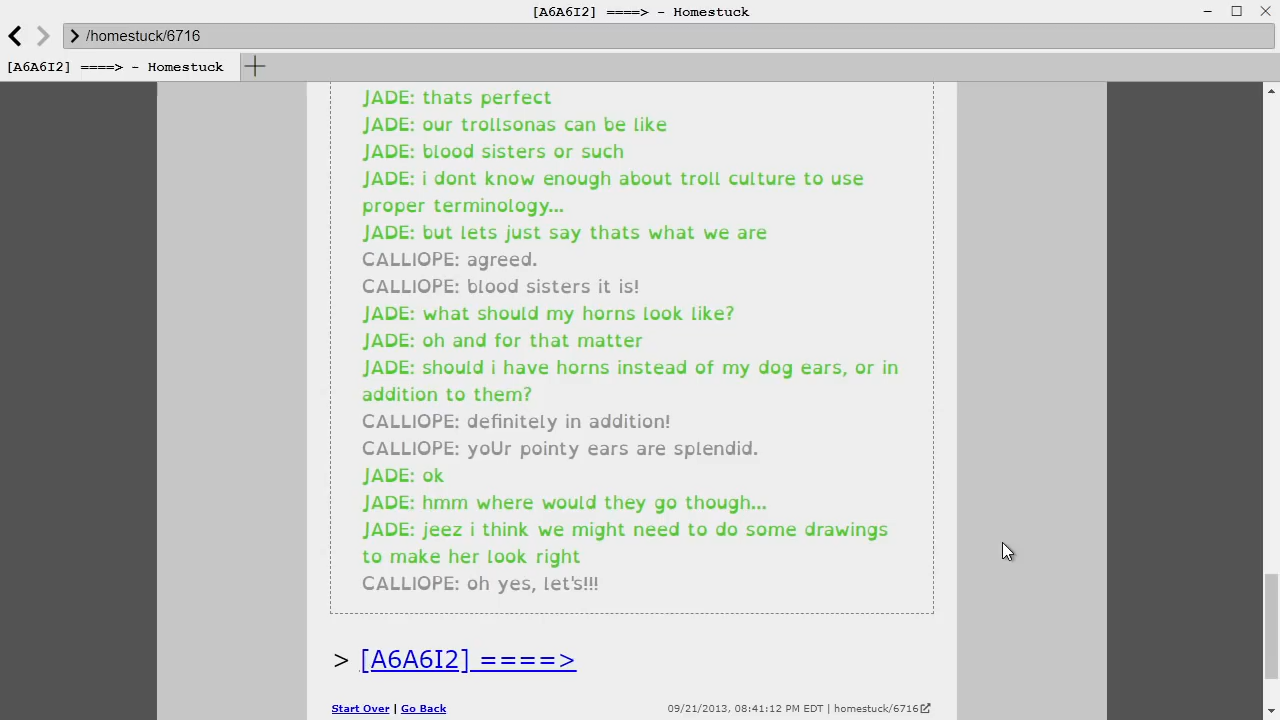 [A6A6I2] ====> - Homestuck
/homestuck/6716
[A6A6I2] ====> - Homestuck
JADE: thats perfect
JADE: our trollsonas can be like
JADE: blood sisters or such
JADE: i dont know enough about troll culture to use
proper terminology...
JADE: but lets just say thats what we are
CALLIOPE: agreed.
CALLIOPE: blood sisters it is!
JADE: what should my horns look like?
JADE: oh and for that matter
JADE: should i have horns instead of my dog ears, or in
addition to them?
CALLIOPE: definitely in addition!
CALLIOPE: yoUr pointy ears are splendid.
JADE: ok
JADE: hmm where would they go though...
JADE: jeez i think we might need to do some drawings
to make her look right
CALLIOPE: oh yes, let's!!!
> [A6A6I2] ====>
Start Over | Go Back
09/21/2013, 08:41:12 PM EDT | homestuck/6716